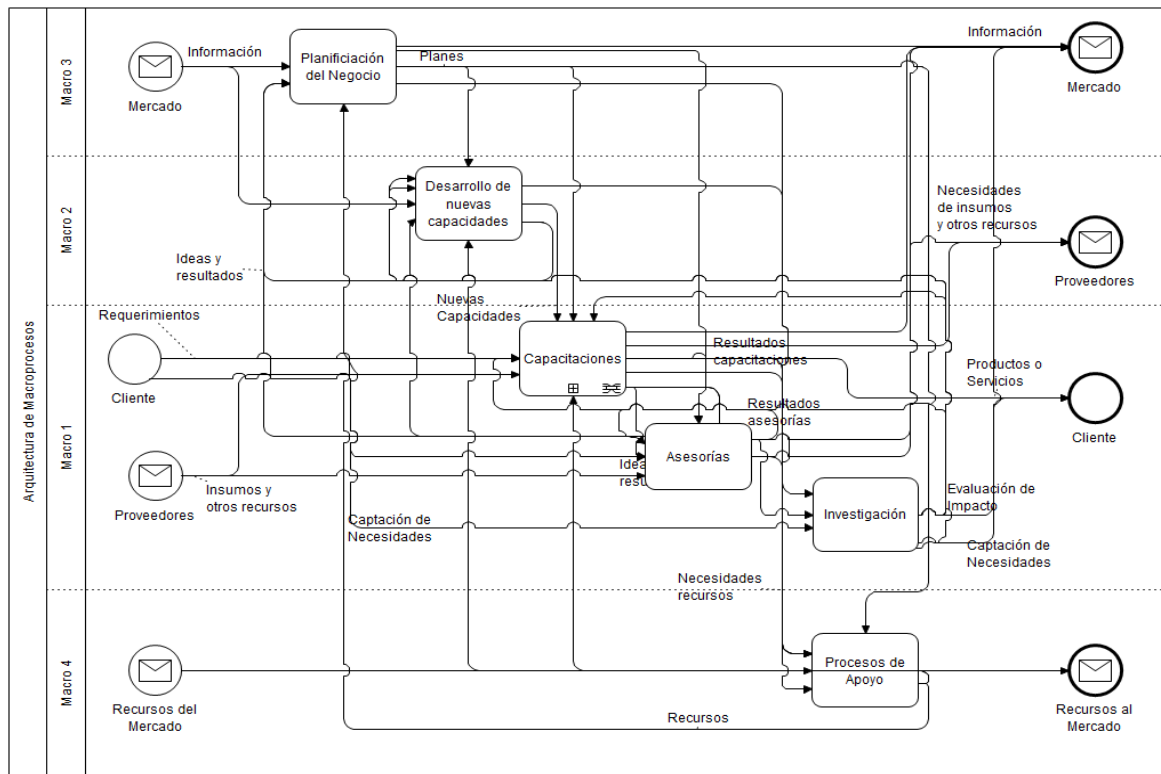 Arquitectura de Macroprocesos
Macro 3
Información
Mercado
Planificiación
del Negocio
Planes
Información
Mercado
Macro 2
Desarrollo de
nuevas
capacidades
Necesidades
de insumos
y otros recursos
Proveedores
Ideas y
resultados
Nuevas
Capacidades
Macro 1
Requerimientos
Cliente
Capacitaciones
Resultados
capacitaciones
Productos o
Servicios
Cliente
Resultados
asesorías
Asesorías
Proveedores
Insumos y
otros recursos
Captación de
Necesidades
Investigación
Evaluación de
Impacto
Captación de
Necesidades
Necesidades
recursos
Macro 4
Recursos del
Mercado
Procesos de
Apoyo
Recursos
Recursos al
Mercado